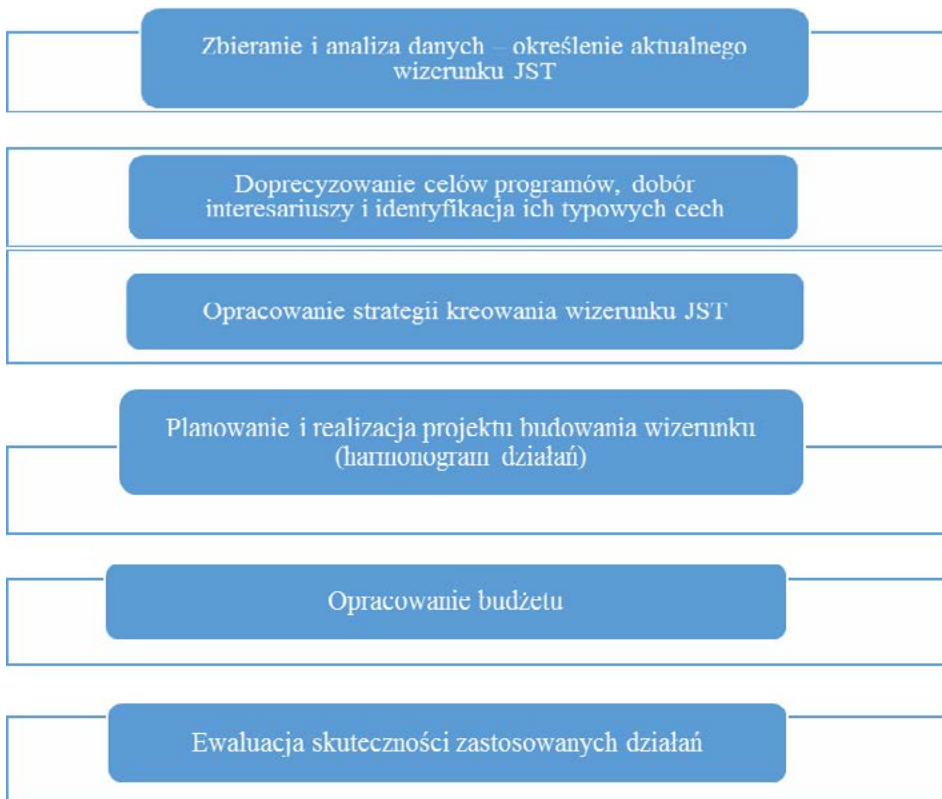 Zbieranie i analiza danych – określenie aktualnego
wizerunku JST
Doprecyzowanie celów programów, dobór
interesariuszy i identyfikacja ich typowych cech
Opracowanie strategii kreowania wizerunku JST
Planowanie i realizacja projektu budowania wizerunku
(harmonogram działań)
Opracowanie budżetu
Ewaluacja skuteczności zastosowanych działań